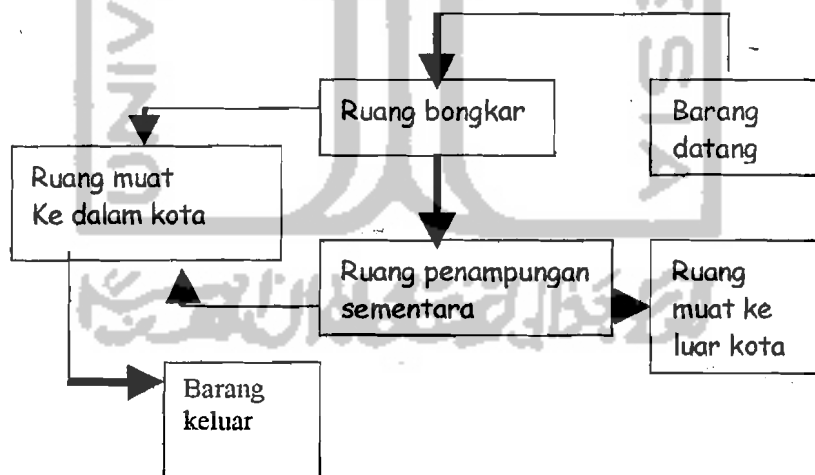 Ruang bongkar
Barang
datang
Ruang muat
Ke dalam kota
Ruang penampungan
sementara
Ruang
muat ke
luar kota
Barang
keluar
UNIV